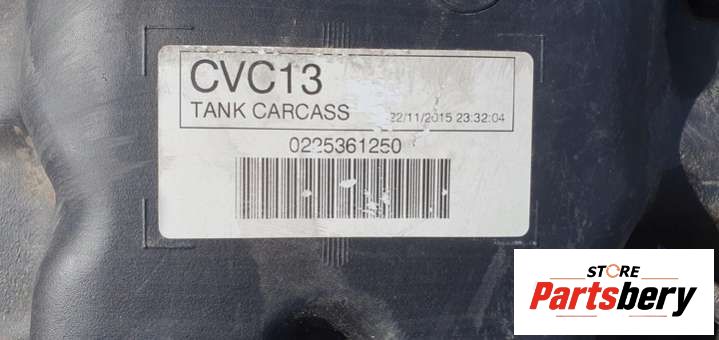 CVC13
TANK CARCASS 22/11/2015 23:32:04
0225361250
STORE
Partsbery